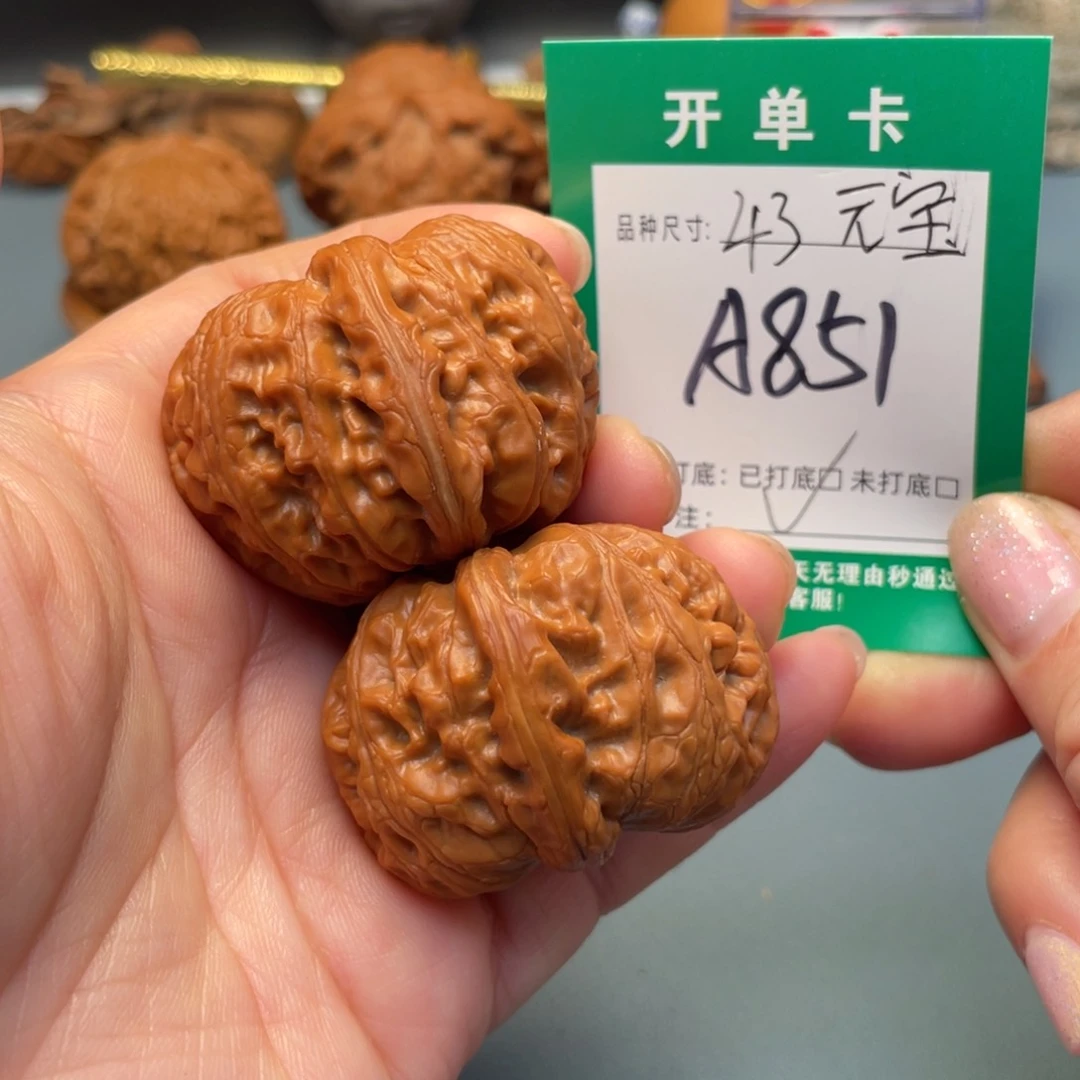 开单卡
品种尺寸: 43 元宝
A851
打底: 已打底☐ 未打底☐
注:
天无理由秒通过
客服!